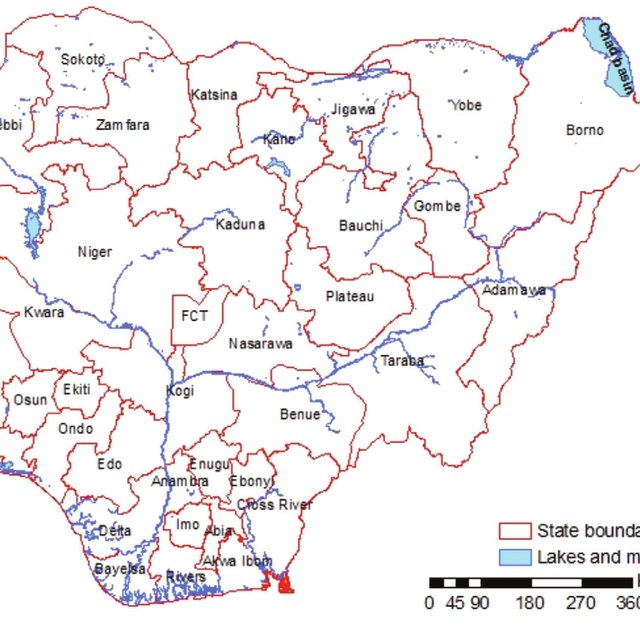 Sokoto
Chad basin
Katsina
Jigawa
Yobe
ebbi
Zamfara
Borno
Kano
Gombe
Kaduna
Bauchi
Niger
Adamawa
Plateau
Kwara
FCT
Nasarawa
Taraba
Kogi
Osun
Ekiti
Benue
Ondo
Edo
Enugu
Anambra
Ebonyi
Cross River
Delta
Imo
Abia
Akwa Ibom
Bayelsa
Rivers
State bounda
Lakes and m
0 45 90 180 270 360